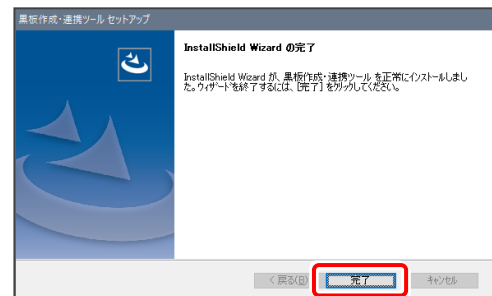 黒板作成・連携ツール セットアップ
InstallShield Wizard の完了
InstallShield Wizard が、黒板作成・連携ツール を正常にインストールしまし
た。ウィザードを終了するには、[完了] をクリックしてください。
< 戻る(B)
完了
キャンセル